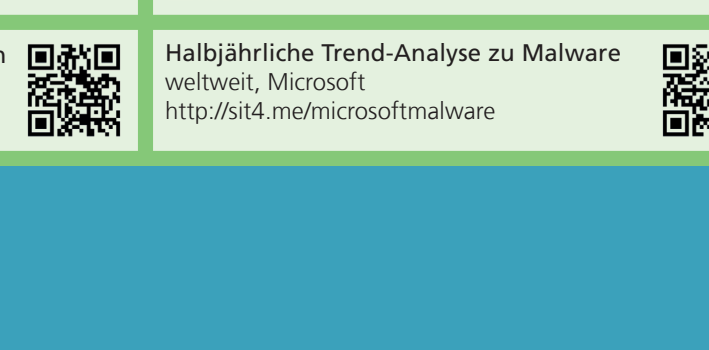 n
Halbjährliche Trend-Analyse zu Malware
weltweit, Microsoft
http://sit4.me/microsoftmalware